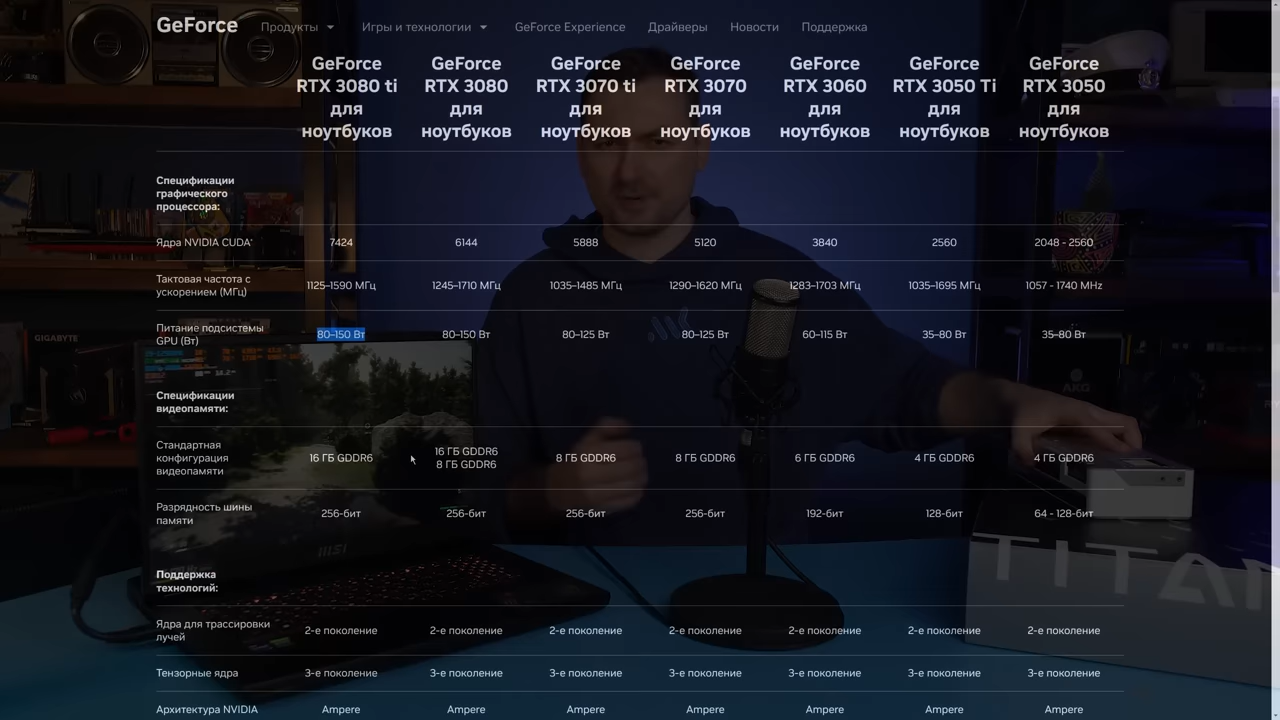 GeForce Продукты Игры и технологии GeForce Experience Драйверы Новости Поддержка
GeForce RTX 3080 ti для ноутбуков
GeForce RTX 3080 для ноутбуков
GeForce RTX 3070 ti для ноутбуков
GeForce RTX 3070 для ноутбуков
GeForce RTX 3060 для ноутбуков
GeForce RTX 3050 Ti для ноутбуков
GeForce RTX 3050 для ноутбуков
Спецификации
графического
процессора:
Ядра NVIDIA CUDA* 7424 6144 5888 5120 3840 2560 2048 - 2560
Тактовая частота с
ускорением (МГц) 1125–1590 МГц 1245–1710 МГц 1035–1485 МГц 1290–1620 МГц 1283–1703 МГц 1035–1695 МГц 1057 - 1740 MHz
Питание подсистемы
GPU (Вт) 80–150 Вт 80–150 Вт 80–125 Вт 80–125 Вт 60–115 Вт 35–80 Вт 35–80 Вт
GIGABYTE
AKG
Спецификации
видеопамяти:
Стандартная
конфигурация
видеопамяти 16 ГБ GDDR6 16 ГБ GDDR6 8 ГБ GDDR6 8 ГБ GDDR6 8 ГБ GDDR6 6 ГБ GDDR6 4 ГБ GDDR6 4 ГБ GDDR6
Разрядность шины
памяти 256-бит 256-бит 256-бит 256-бит 192-бит 128-бит 64 - 128-бит
msi
TITAN
Поддержка
технологий:
Ядра для трассировки
лучей 2-е поколение 2-е поколение 2-е поколение 2-е поколение 2-е поколение 2-е поколение 2-е поколение
Тензорные ядра 3-е поколение 3-е поколение 3-е поколение 3-е поколение 3-е поколение 3-е поколение 3-е поколение
Архитектура NVIDIA Ampere Ampere Ampere Ampere Ampere Ampere Ampere